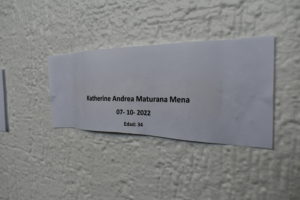 Katherine Andrea Maturana Mena
07- 10- 2022
Edad: 34